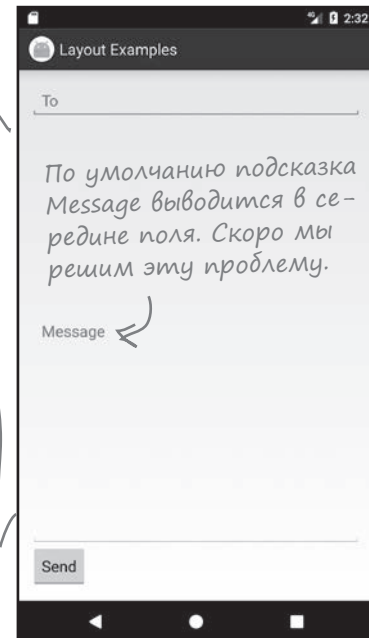 2:32
Layout Examples
To
По умолчанию подсказка
Message выводится в се-
редине поля. Скоро мы
решим эту проблему.
Message
Send